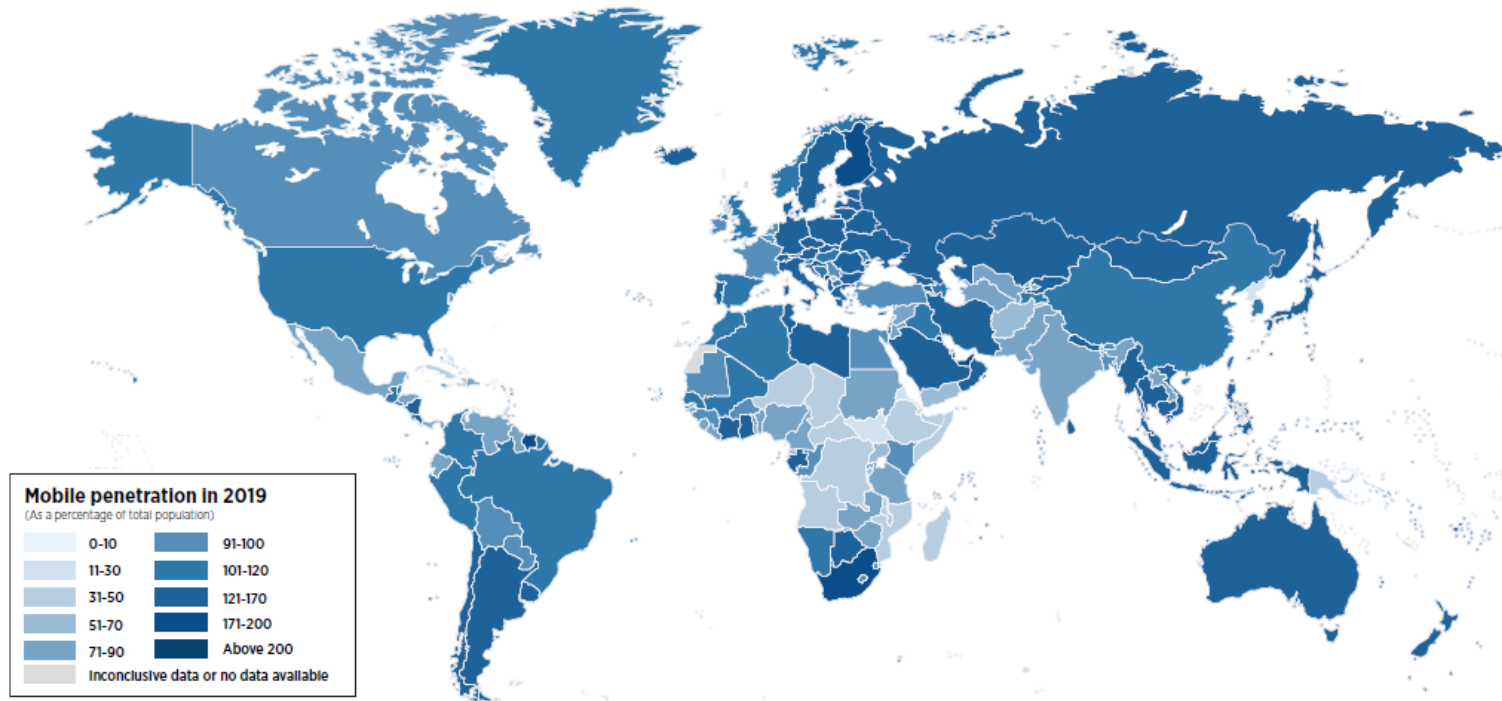 Mobile penetration in 2019
(As a percentage of total population)
0-10
11-30
31-50
51-70
71-90
91-100
101-120
121-170
171-200
Above 200
Inconclusive data or no data available